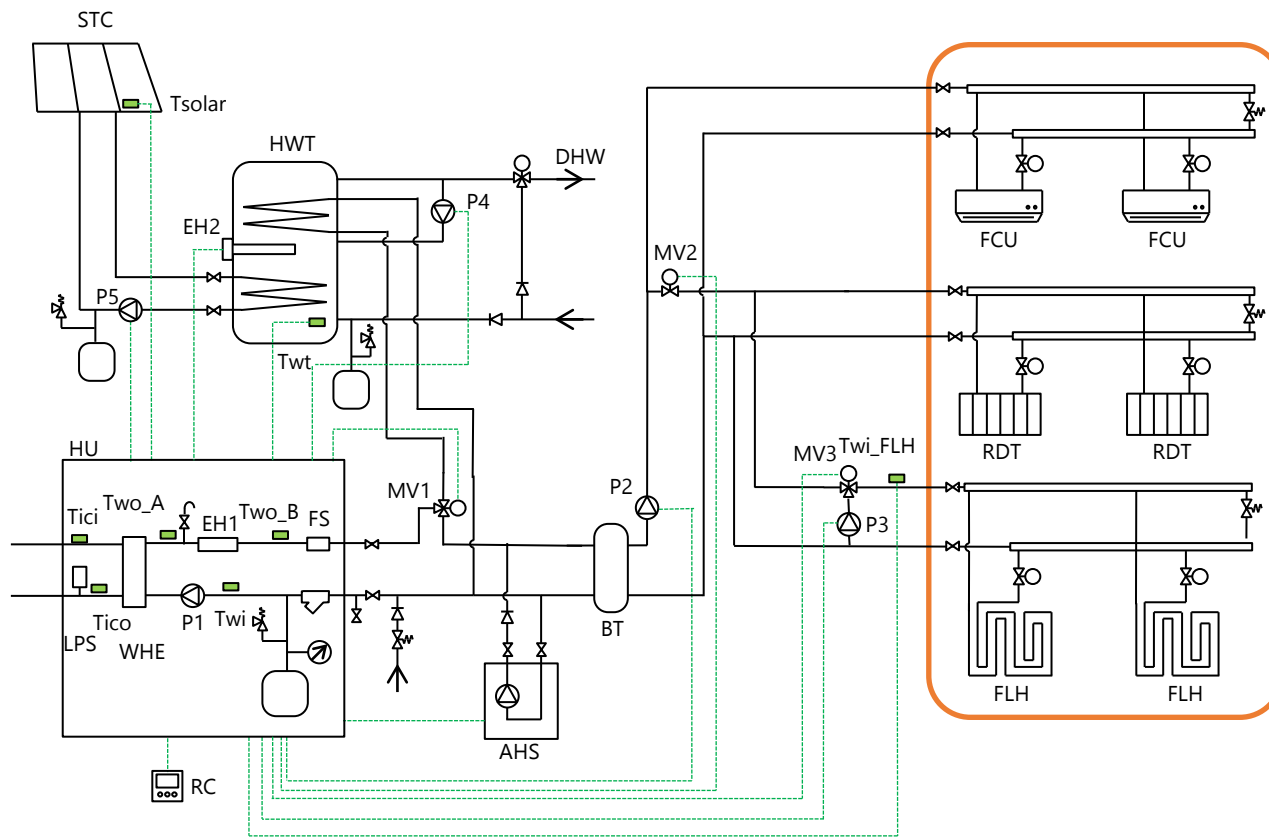 STC
Tsolar
HWT
DHW
P4
EH2
MV2
FCU
FCU
P5
Twt
RDT
RDT
HU
MV1
P2
MV3
Twi_FLH
Tici
Two_A
EH1
Two_B
FS
P3
Tico
P1
Twi
LPS
WHE
BT
FLH
FLH
AHS
RC